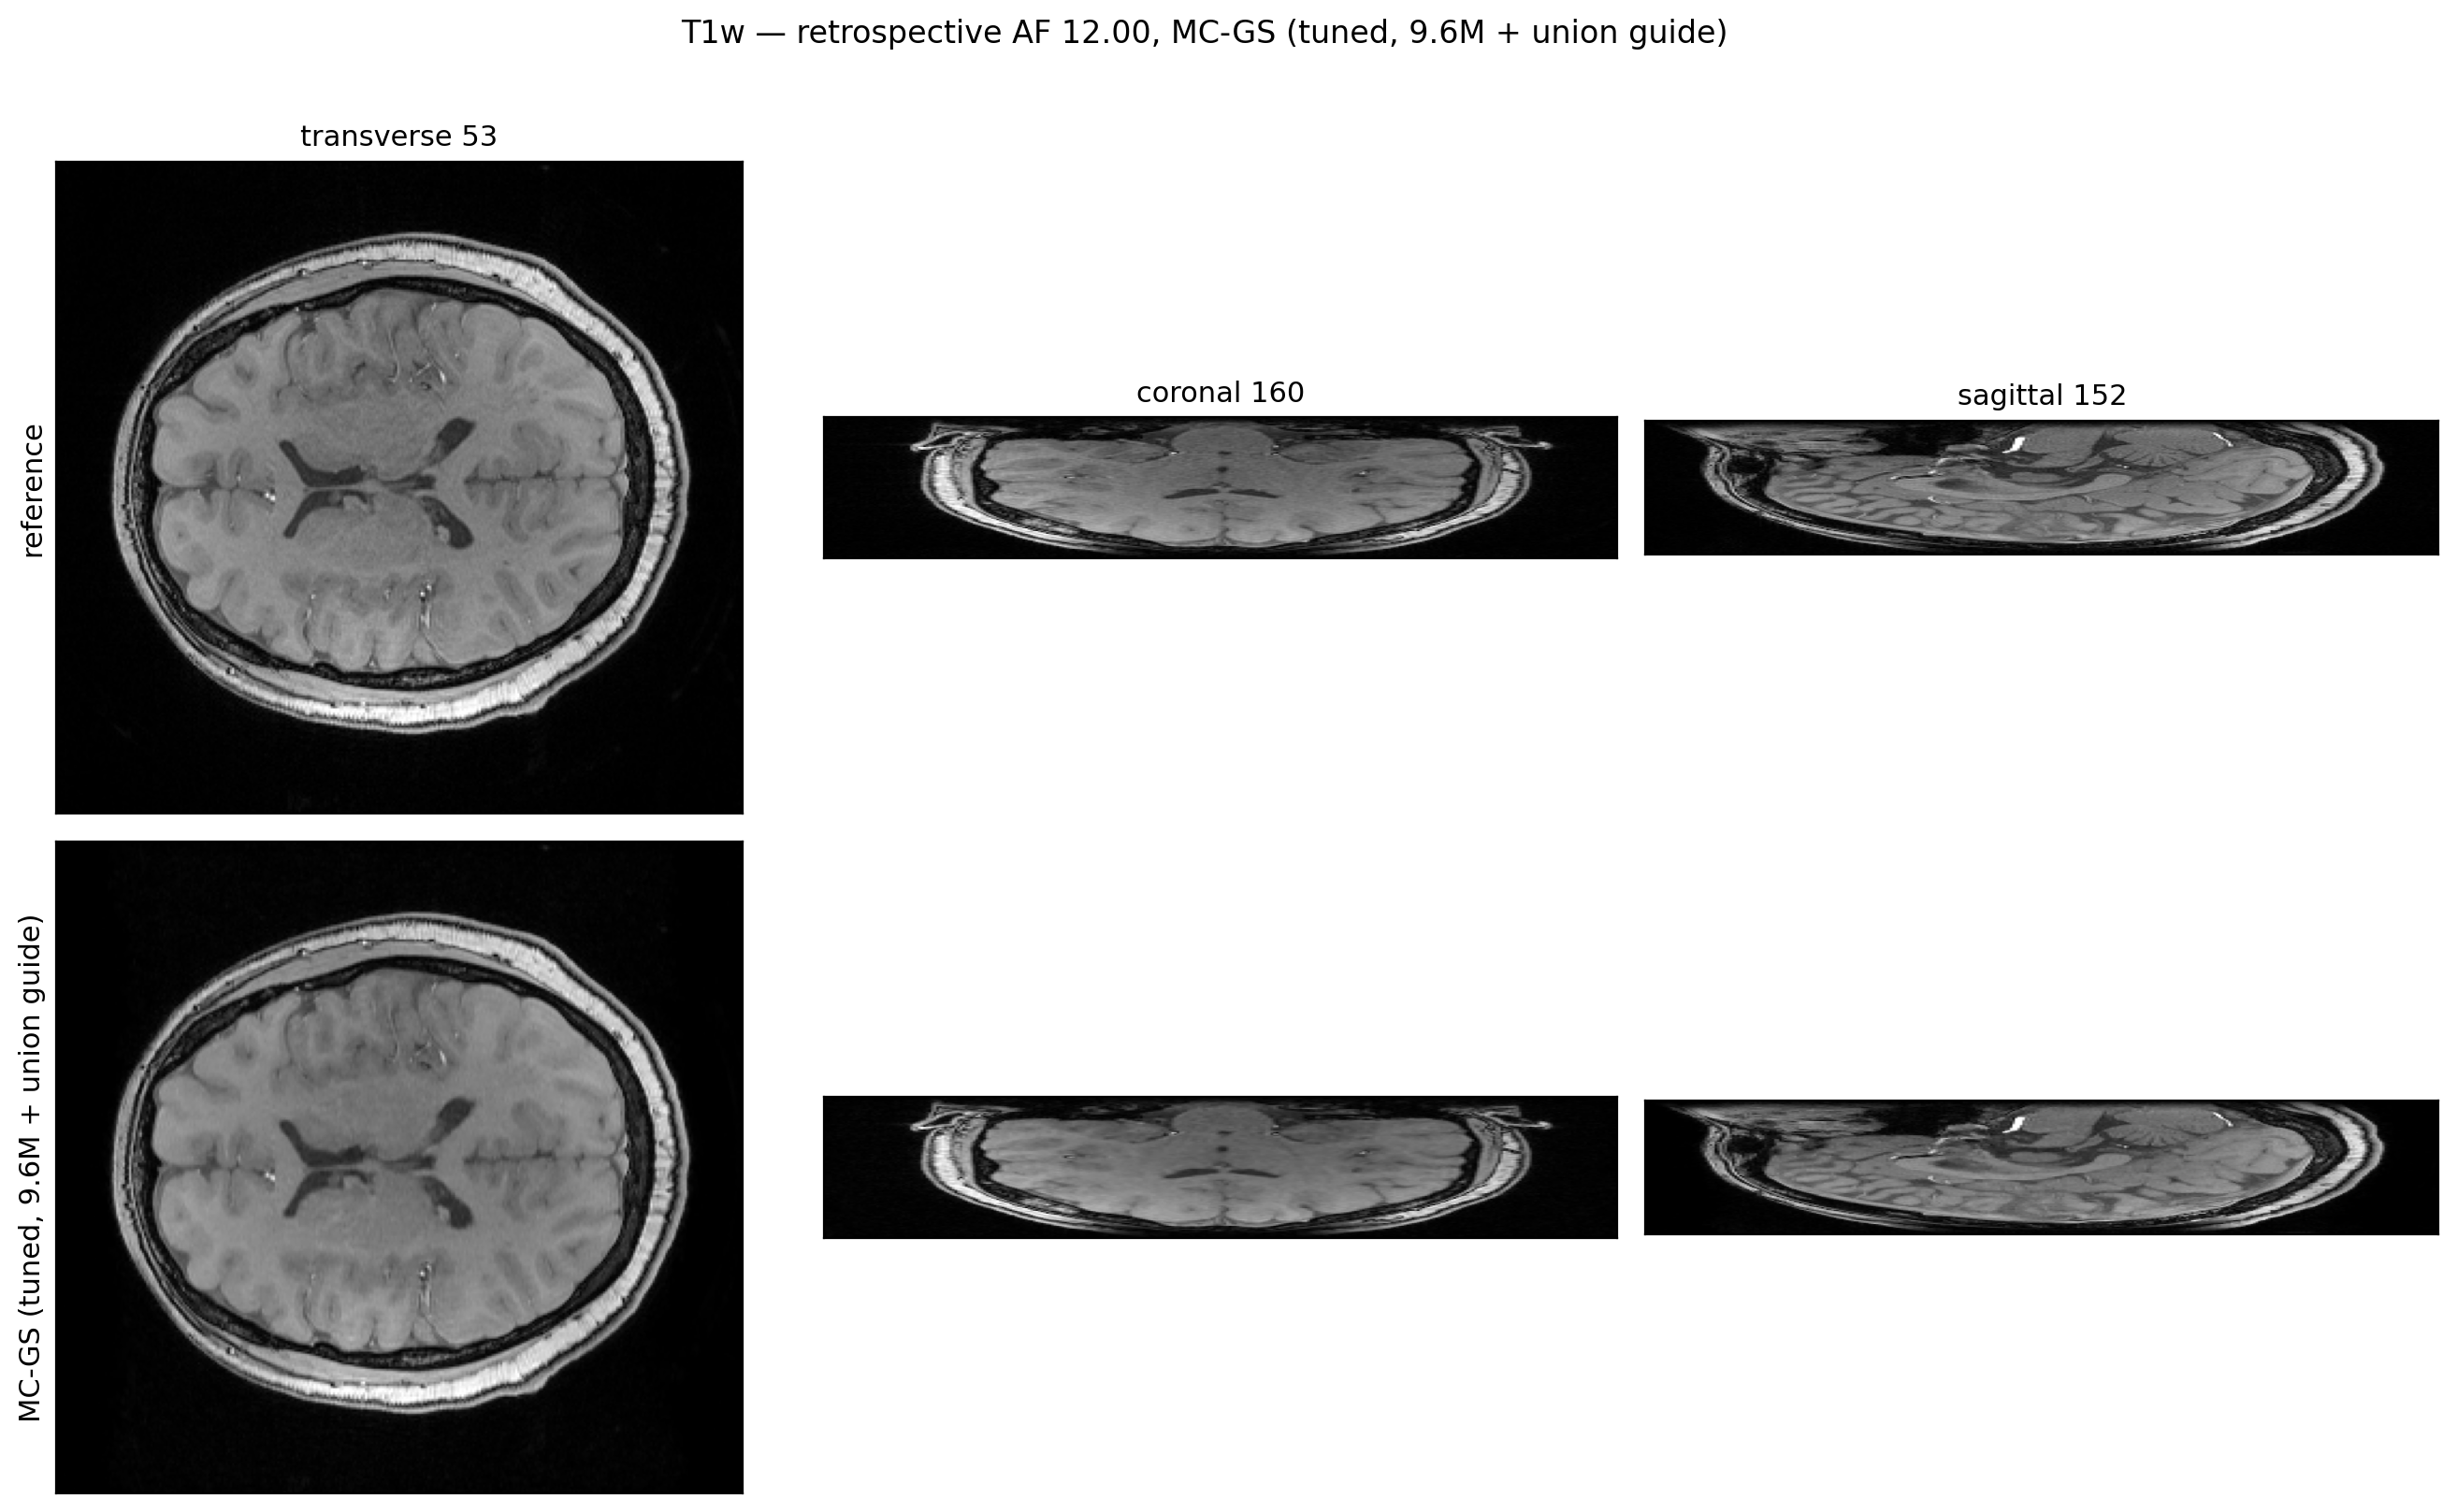 T1w — retrospective AF 12.00, MC-GS (tuned, 9.6M + union guide)
transverse 53
coronal 160
sagittal 152
reference
MC-GS (tuned, 9.6M + union guide)